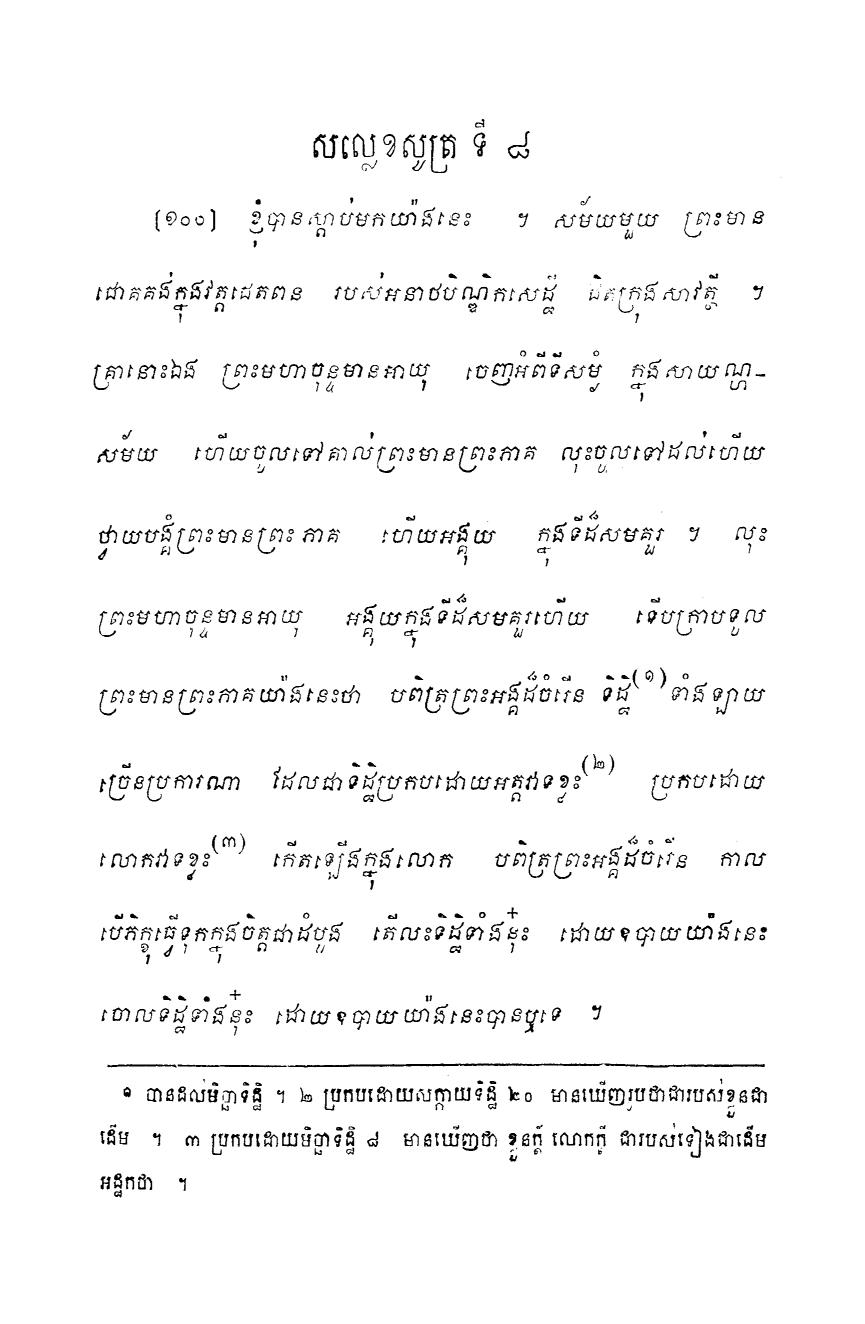 សល្លេខសូត្រ ទី ៨
[១០០] ខ្ញុំបានស្តាប់មកយ៉ាងនេះ ។ សម័យមួយ ព្រះមាន
ជោគគង់ក្នុងវត្តជេតពន របស់អនាថបិណ្ឌិកសេដ្ឋី ជិតក្រុងសាវត្ថី ។
គ្រានោះឯង ព្រះមហាចុន្ទមានអាយុ ចេញអំពីទីសម្ងំ ក្នុងសាយណ្ហ-
សម័យ ហើយចូលទៅគាល់ព្រះមានព្រះភាគ លុះចូលទៅដល់ហើយ
ថ្វាយបង្គំព្រះមានព្រះភាគ ហើយអង្គុយ ក្នុងទីដ៏សមគួរ ។ លុះ
ព្រះមហាចុន្ទមានអាយុ អង្គុយក្នុងទីដ៏សមគួរហើយ ទើបក្រាបទូល
ព្រះមានព្រះភាគយ៉ាងនេះថា បពិត្រព្រះអង្គដ៏ចំរើន ទិដ្ឋិ(១)ទាំងឡាយ
ច្រើនប្រការណា ដែលជាទិដ្ឋិប្រកបដោយអត្តវាទខ្លះ(២) ប្រកបដោយ
លោកវាទខ្លះ(៣) កើតឡើងក្នុងលោក បពិត្រព្រះអង្គដ៏ចំរើន កាល
បើភិក្ខុធ្វើទុកក្នុងចិត្តជាដំបូង តើលះទិដ្ឋិទាំងនុ៎ះ ដោយឧបាយយ៉ាងនេះ
ចោលទិដ្ឋិទាំងនុ៎ះ ដោយឧបាយយ៉ាងនេះបានឬទេ ។
១ បានដល់មិច្ឆាទិដ្ឋិ ។ ២ ប្រកបដោយសក្កាយទិដ្ឋិ ២០ មានឃើញរូបថាជារបស់ខ្លួនជា
ដើម ។ ៣ ប្រកបដោយមិច្ឆាទិដ្ឋិ ៨ មានឃើញថា ខ្លួនក្តី លោកក្តី ជារបស់ទៀងជាដើម
អដ្ឋកថា ។